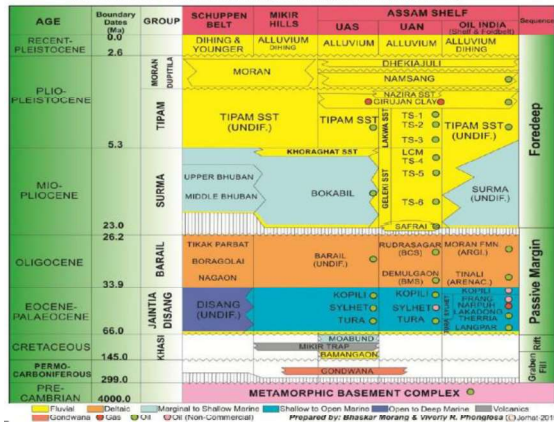 AGE
Boundary Dates (Ma)
GROUP
SCHUPPEN BELT
MIKIR HILLS
ASSAM SHELF
UAS
UAN
OIL INDIA
(Shelf & Foldbelt)
Sequence
RECENT-PLEISTOCENE
0.0
2.6
DIHING & YOUNGER
ALLUVIUM
DIHING
ALLUVIUM
ALLUVIUM
ALLUVIUM
DIHING
PLIO-PLEISTOCENE
MORAN
DUPITILA
MORAN
DHEKIAJULI
NAMSANG
TIPAM
TIPAM SST (UNDIF.)
NAZIRA SST
GIRUJAN CLAY
TIPAM SST
LAKWA SST
TS-1
TS-2
TS-3
TIPAM SST (UNDIF.)
Foredeep
5.3
KHORAGHAT SST
LCM
TS-4
MIO-PLIOCENE
SURMA
UPPER BHUBAN
MIDDLE BHUBAN
BOKABIL
GELEKI SST
TS-5
TS-6
SURMA (UNDIF.)
23.0
SAFRAI
26.2
OLIGOCENE
BARAIL
TIKAK PARBAT
BORAGOLAI
NAGAON
BARAIL (UNDIF.)
RUDRASAGAR (BCS)
DEMULGAON (BMS)
MORAN FMN (ARGI.)
TINALI (ARENAC.)
Passive Margin
33.9
EOCENE-PALAEOCENE
JAINTIA
DISANG
DISANG (UNDIF.)
KOPILI
SYLHET
TURA
KOPILI
SYLHET
TURA
KOPILI
PRANG
NARPUH
LAKADONG
THERRIA
LANGPAR
66.0
CRETACEOUS
KHASI
MOABUND
MIKIR TRAP
BAMANGAON
Rift
145.0
PERMO-CARBONIFEROUS
GONDWANA
Graben Fill
299.0
PRE-CAMBRIAN
4000.0
METAMORPHIC BASEMENT COMPLEX
Fluvial Deltaic Marginal to Shallow Marine Shallow to Open Marine Open to Deep Marine Volcanics
Gondwana Gas Oil Oil (Non-Commercial) Prepared by: Bhaskar Morang & Viverly R. Phonglosa